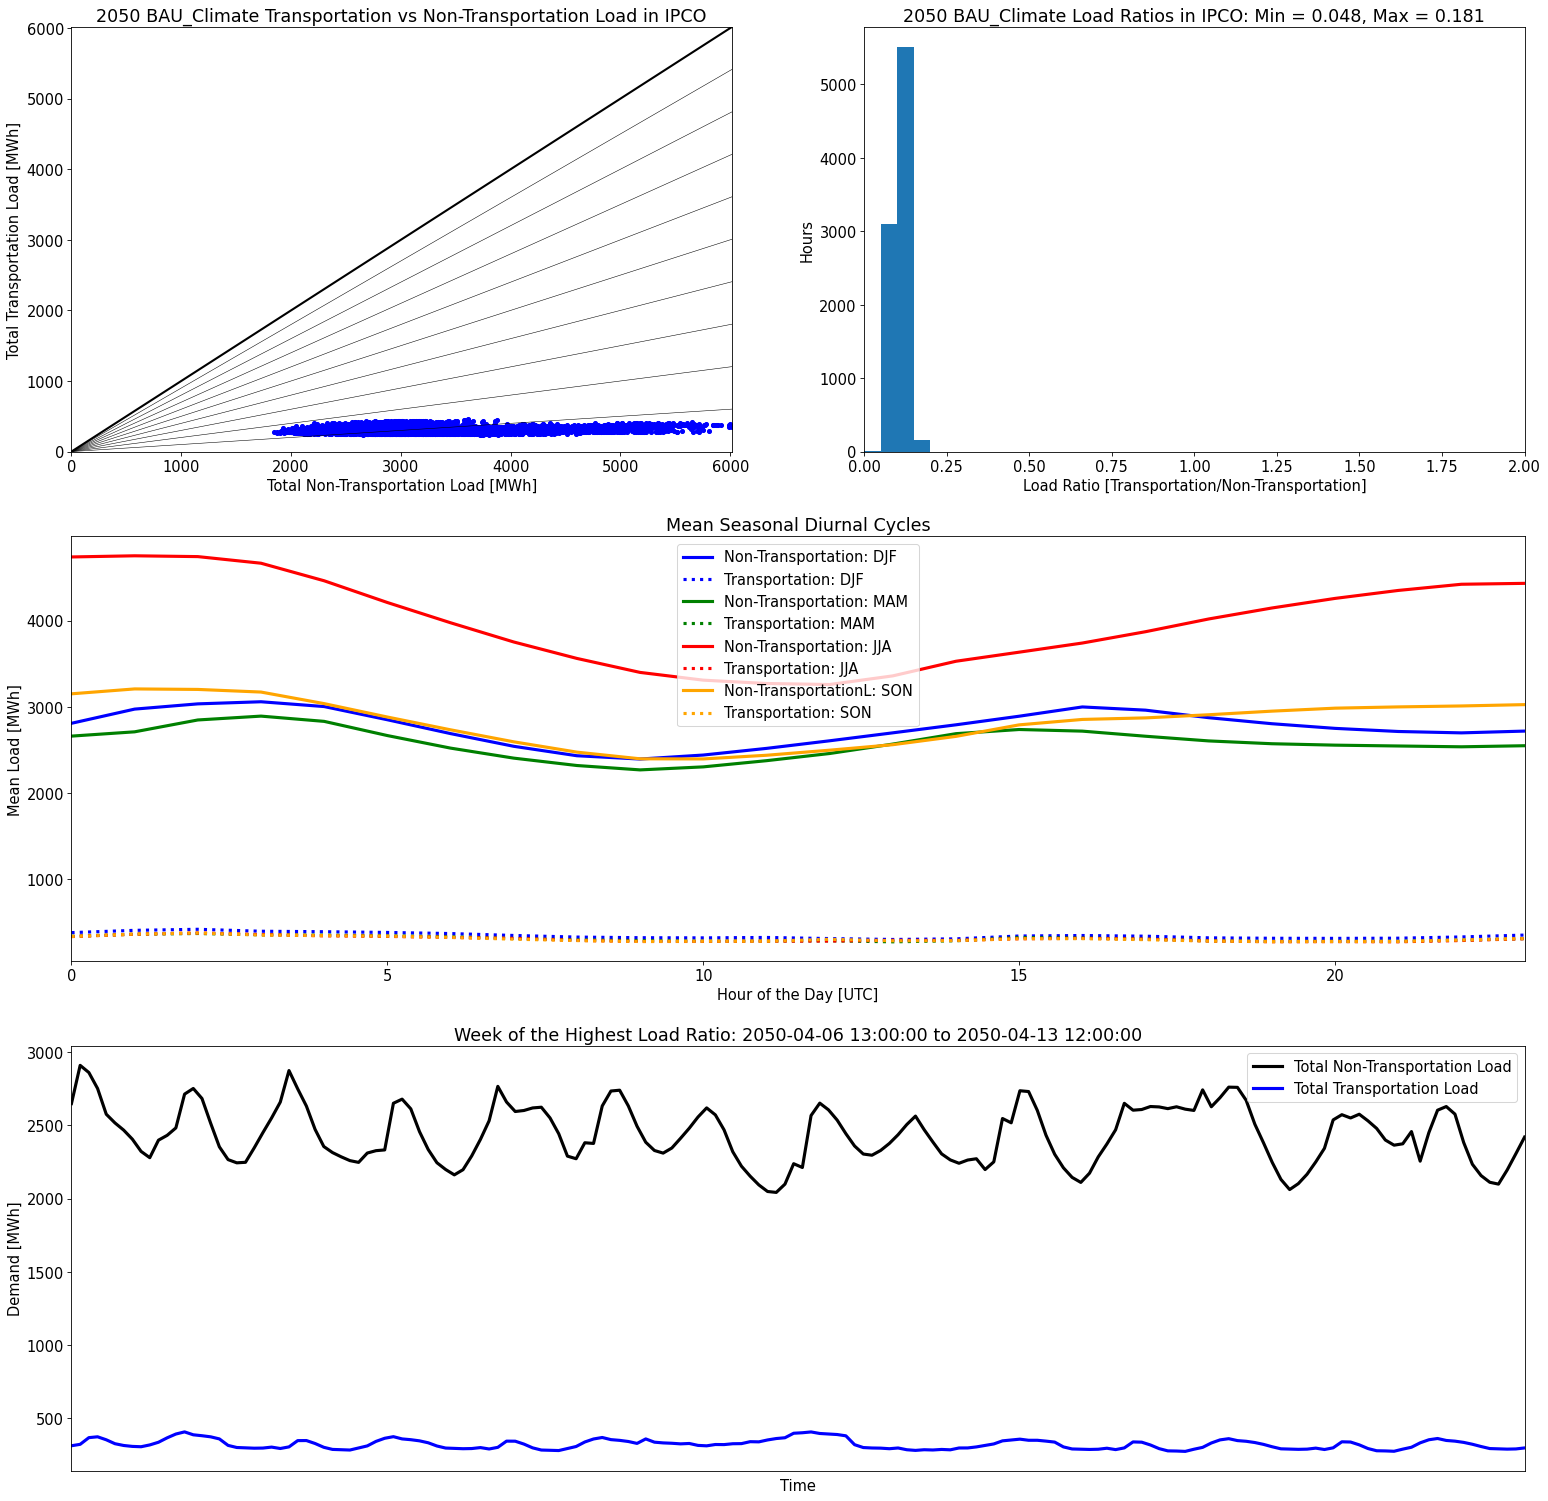 2050 BAU_Climate Transportation vs Non-Transportation Load in IPCO
6000
5000
4000
3000
2000
1000
0
Total Transportation Load [MWh]
0 1000 2000 3000 4000 5000 6000
Total Non-Transportation Load [MWh]
2050 BAU_Climate Load Ratios in IPCO: Min = 0.048, Max = 0.181
5000
4000
3000
2000
1000
0
Hours
0.00 0.25 0.50 0.75 1.00 1.25 1.50 1.75 2.00
Load Ratio [Transportation/Non-Transportation]
Mean Seasonal Diurnal Cycles
4000
3000
2000
1000
Mean Load [MWh]
Non-Transportation: DJF
Transportation: DJF
Non-Transportation: MAM
Transportation: MAM
Non-Transportation: JJA
Transportation: JJA
Non-TransportationL: SON
Transportation: SON
0 5 10 15 20
Hour of the Day [UTC]
Week of the Highest Load Ratio: 2050-04-06 13:00:00 to 2050-04-13 12:00:00
3000
2500
2000
1500
1000
500
Demand [MWh]
Total Non-Transportation Load
Total Transportation Load
Time